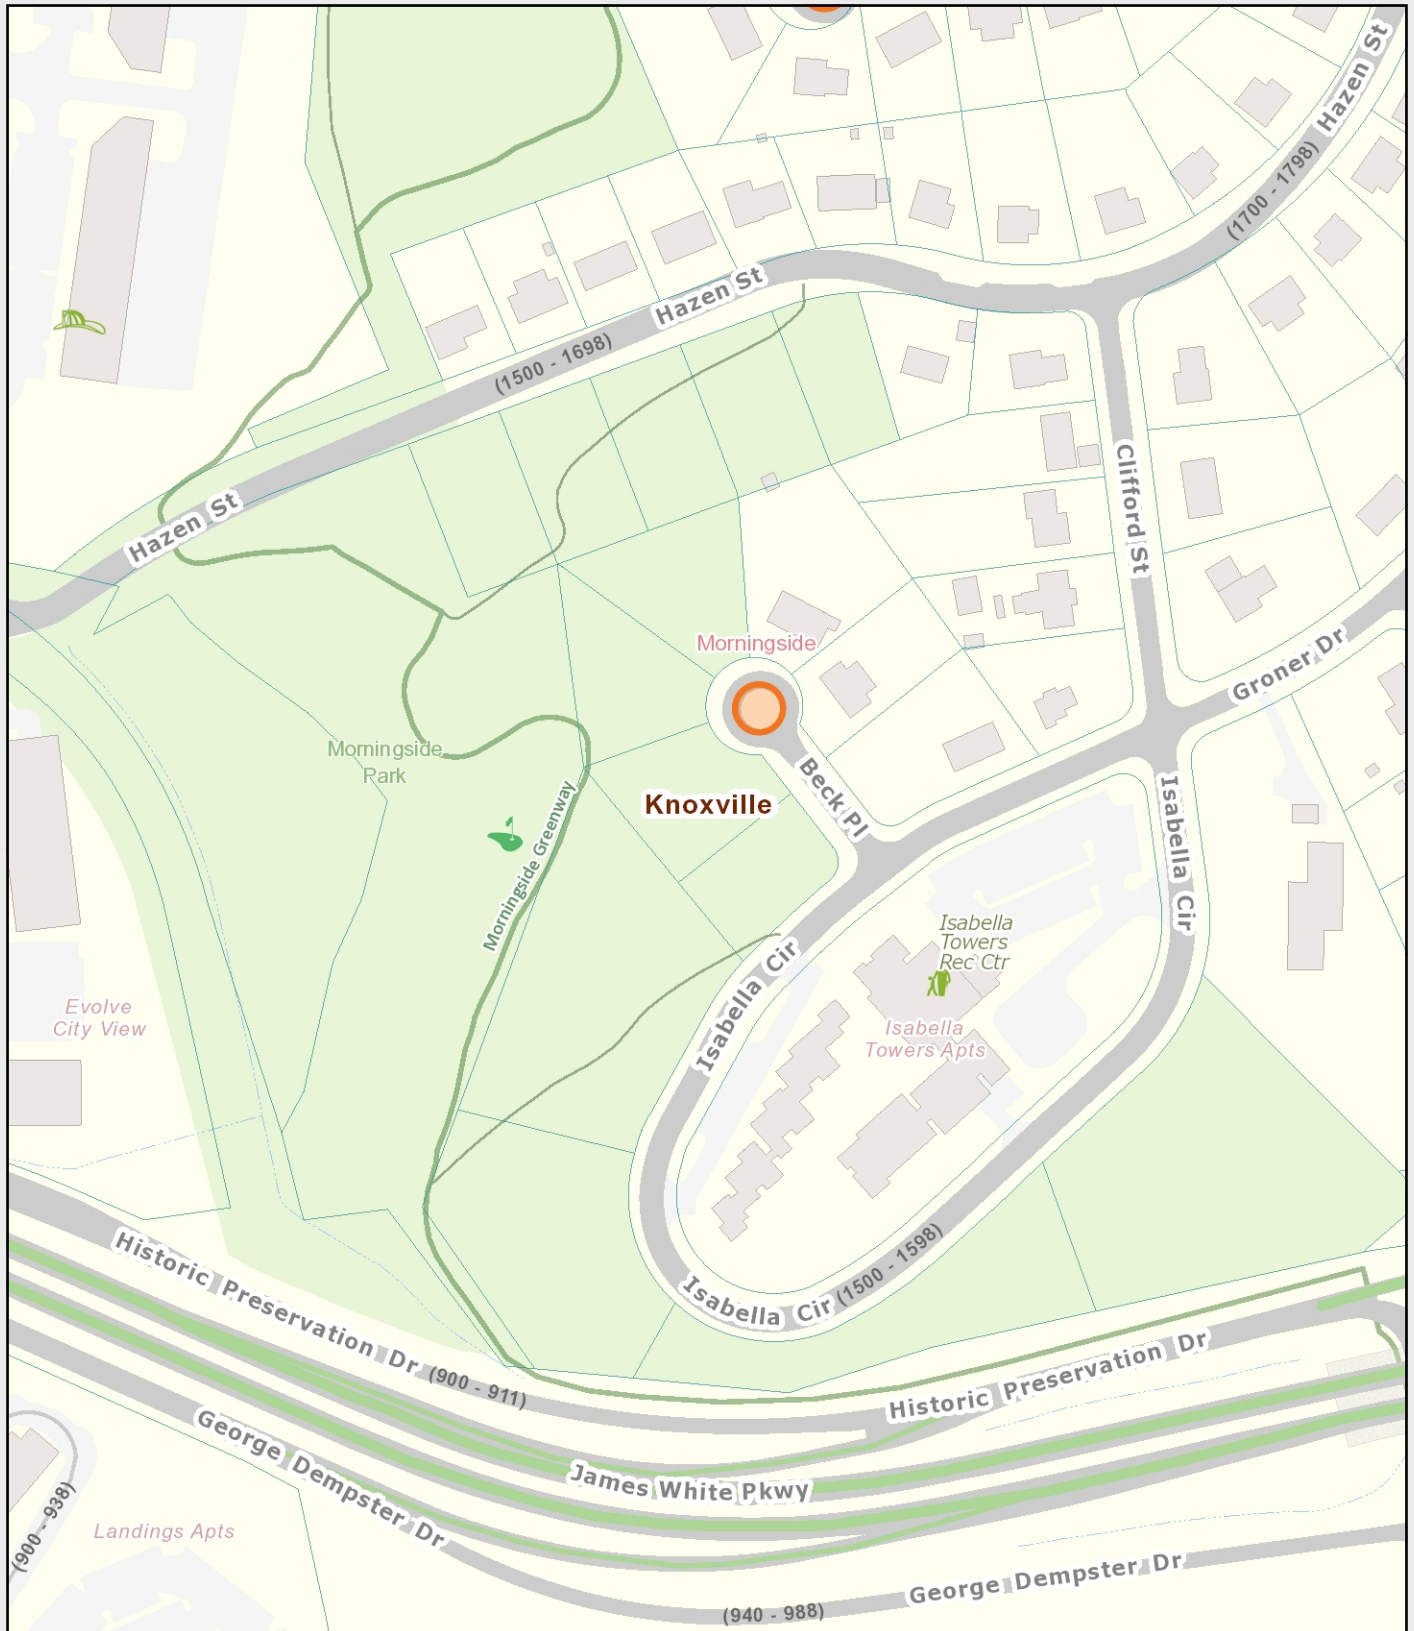 Hazen St
(1700 - 1798)
Hazen St
(1500 - 1698)
Hazen St
Clifford St
Morningside
Groner Dr
Morningside
Park
Beck Pl
Knoxville
Morningside Greenway
Isabella Cir
Isabella
Towers
Rec Ctr
Isabella Cir
Evolve
City View
Isabella
Towers Apts
Historic Preservation Dr
(900 - 911)
Isabella Cir
(1500 - 1598)
Historic Preservation Dr
George Dempster Dr
James White Pkwy
(900 - 938)
Landings Apts
George Dempster Dr
(940 - 988)